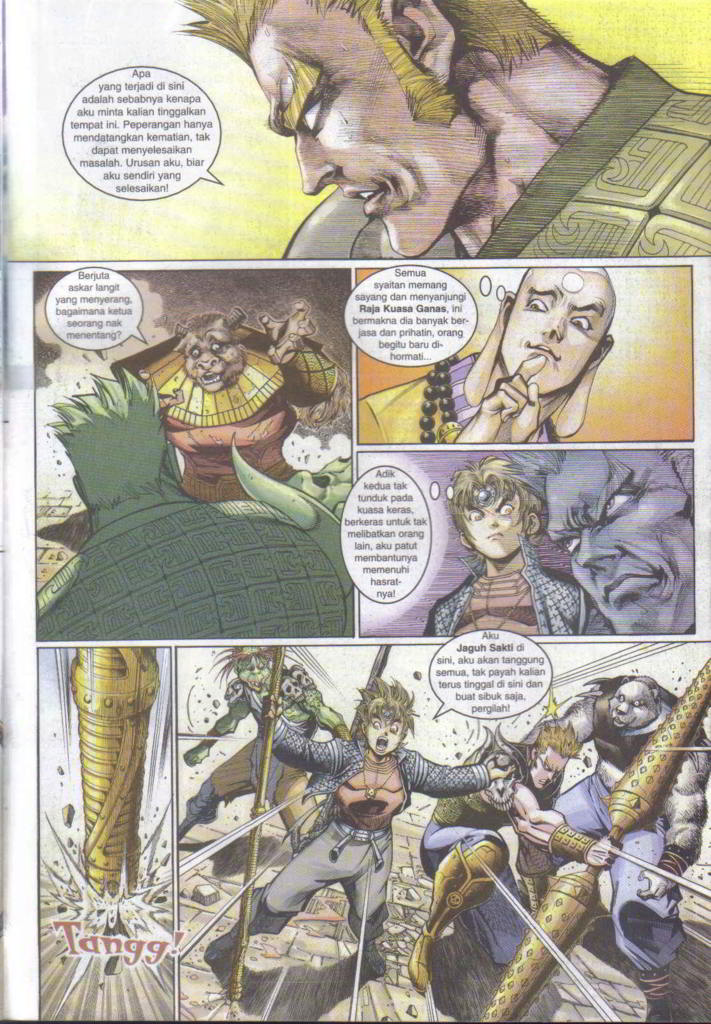 Apa
yang terjadi di sini
adalah sebabnya kenapa
aku minta kalian tinggalkan
tempat ini. Peperangan hanya
mendatangkan kematian, tak
dapat menyelesaikan
masalah. Urusan aku, biar
aku sendiri yang
selesaikan!
Berjuta
askar langit
yang menyerang,
bagaimana ketua
seorang nak
menentang?
Semua
syaitan memang
sayang dan menyanjungi
Raja Kuasa Ganas, ini
bermakna dia banyak ber-
jasa dan prihatin, orang
begitu baru di-
hormati...
Adik
kedua tak
tunduk pada
kuasa keras,
berkeras untuk tak
melibatkan orang
lain, aku patut
membantunya
memenuhi
hasrat-
nya!
Aku
Jaguh Sakti di
sini, aku akan tanggung
semua, tak payah kalian
terus tinggal di sini dan
buat sibuk saja,
pergilah!
Tangg!